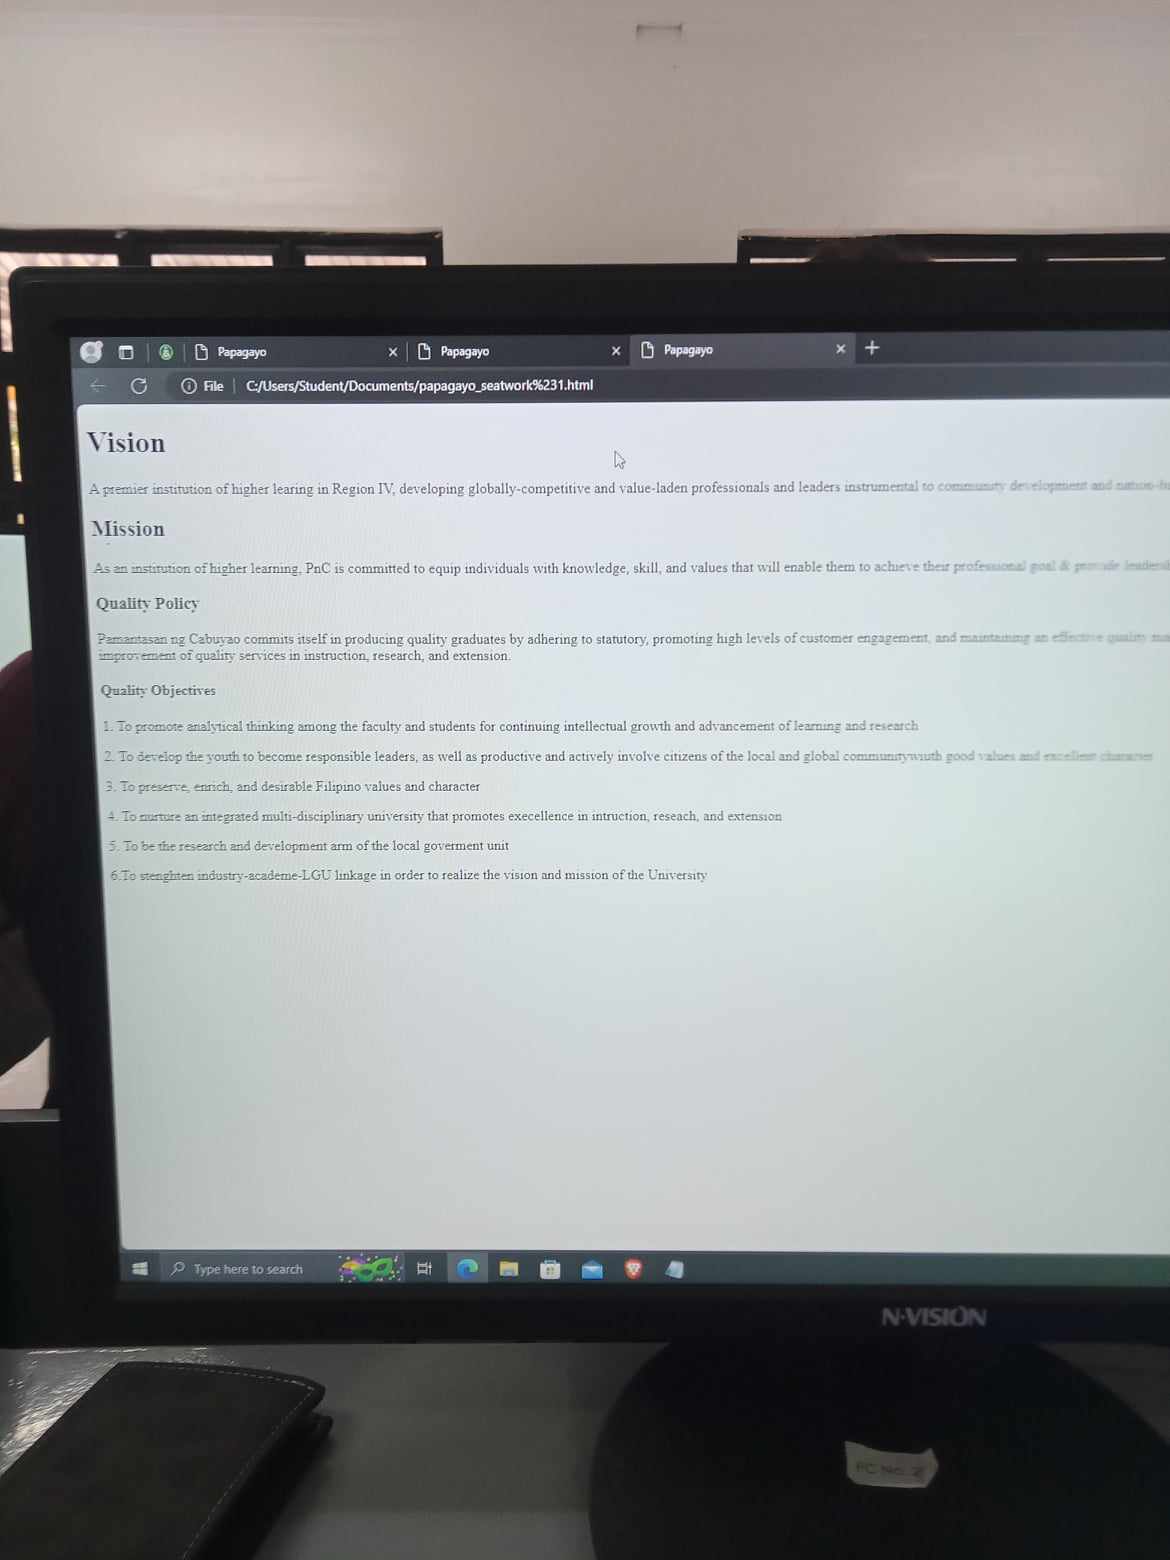 Papagayo
Papagayo
Papagayo
File
C:/Users/Student/Documents/papagayo_seatwork%231.html
Vision
A premier institution of higher learing in Region IV, developing globally-competitive and value-laden professionals and leaders instrumental to community development and
Mission
As an institution of higher learning, PnC is committed to equip individuals with knowledge, skill, and values that will enable them to achieve their professional goal & provide
Quality Policy
Pamantasan ng Cabuyao commits itself in producing quality graduates by adhering to statutory, promoting high levels of customer engagement, and maintaining an effective quality
improvement of quality services in instruction, research, and extension.
Quality Objectives
1. To promote analytical thinking among the faculty and students for continuing intellectual growth and advancement of learning and research
2. To develop the youth to become responsible leaders, as well as productive and actively involve citizens of the local and global good values and excellent character
3. To preserve, enrich, and desirable Filipino values and character
4. To nurture an integrated multi-disciplinary university that promotes execellence in intruction, reseach, and extension
5. To be the research and development arm of the local goverment unit
6.To stenghten industry-academe-LGU linkage in order to realize the vision and mission of the University
Type here to search
N-VISION
PC No. 2